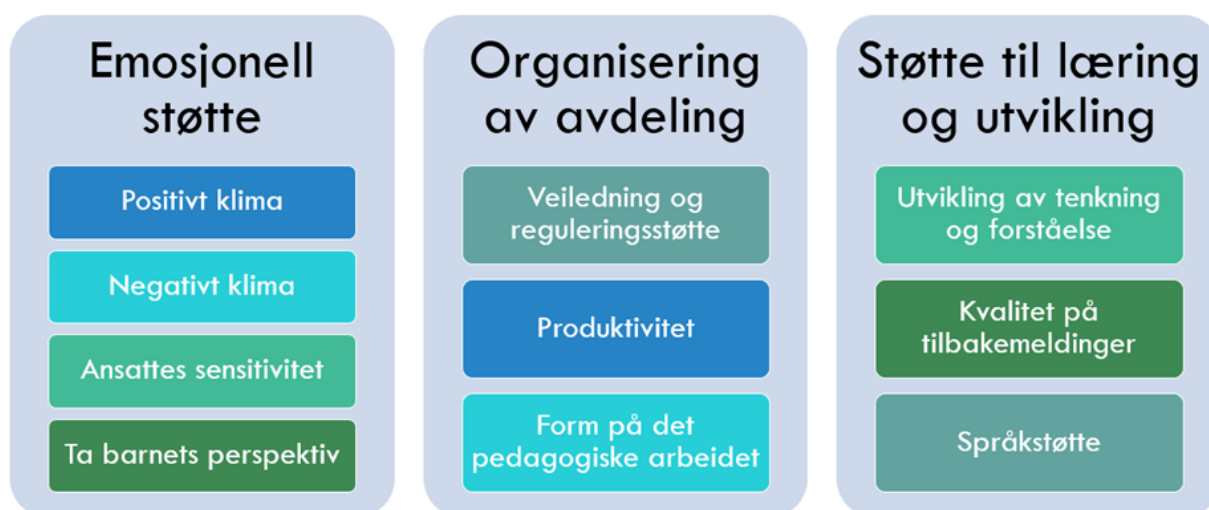 Emosjonell
støtte
Positivt klima
Negativt klima
Ansattes sensitivitet
Ta barnets perspektiv
Organisering
av avdeling
Veiledning og
reguleringsstøtte
Produktivitet
Form på det
pedagogiske arbeidet
Støtte til læring
og utvikling
Utvikling av tenkning
og forståelse
Kvalitet på
tilbakemeldinger
Språkstøtte